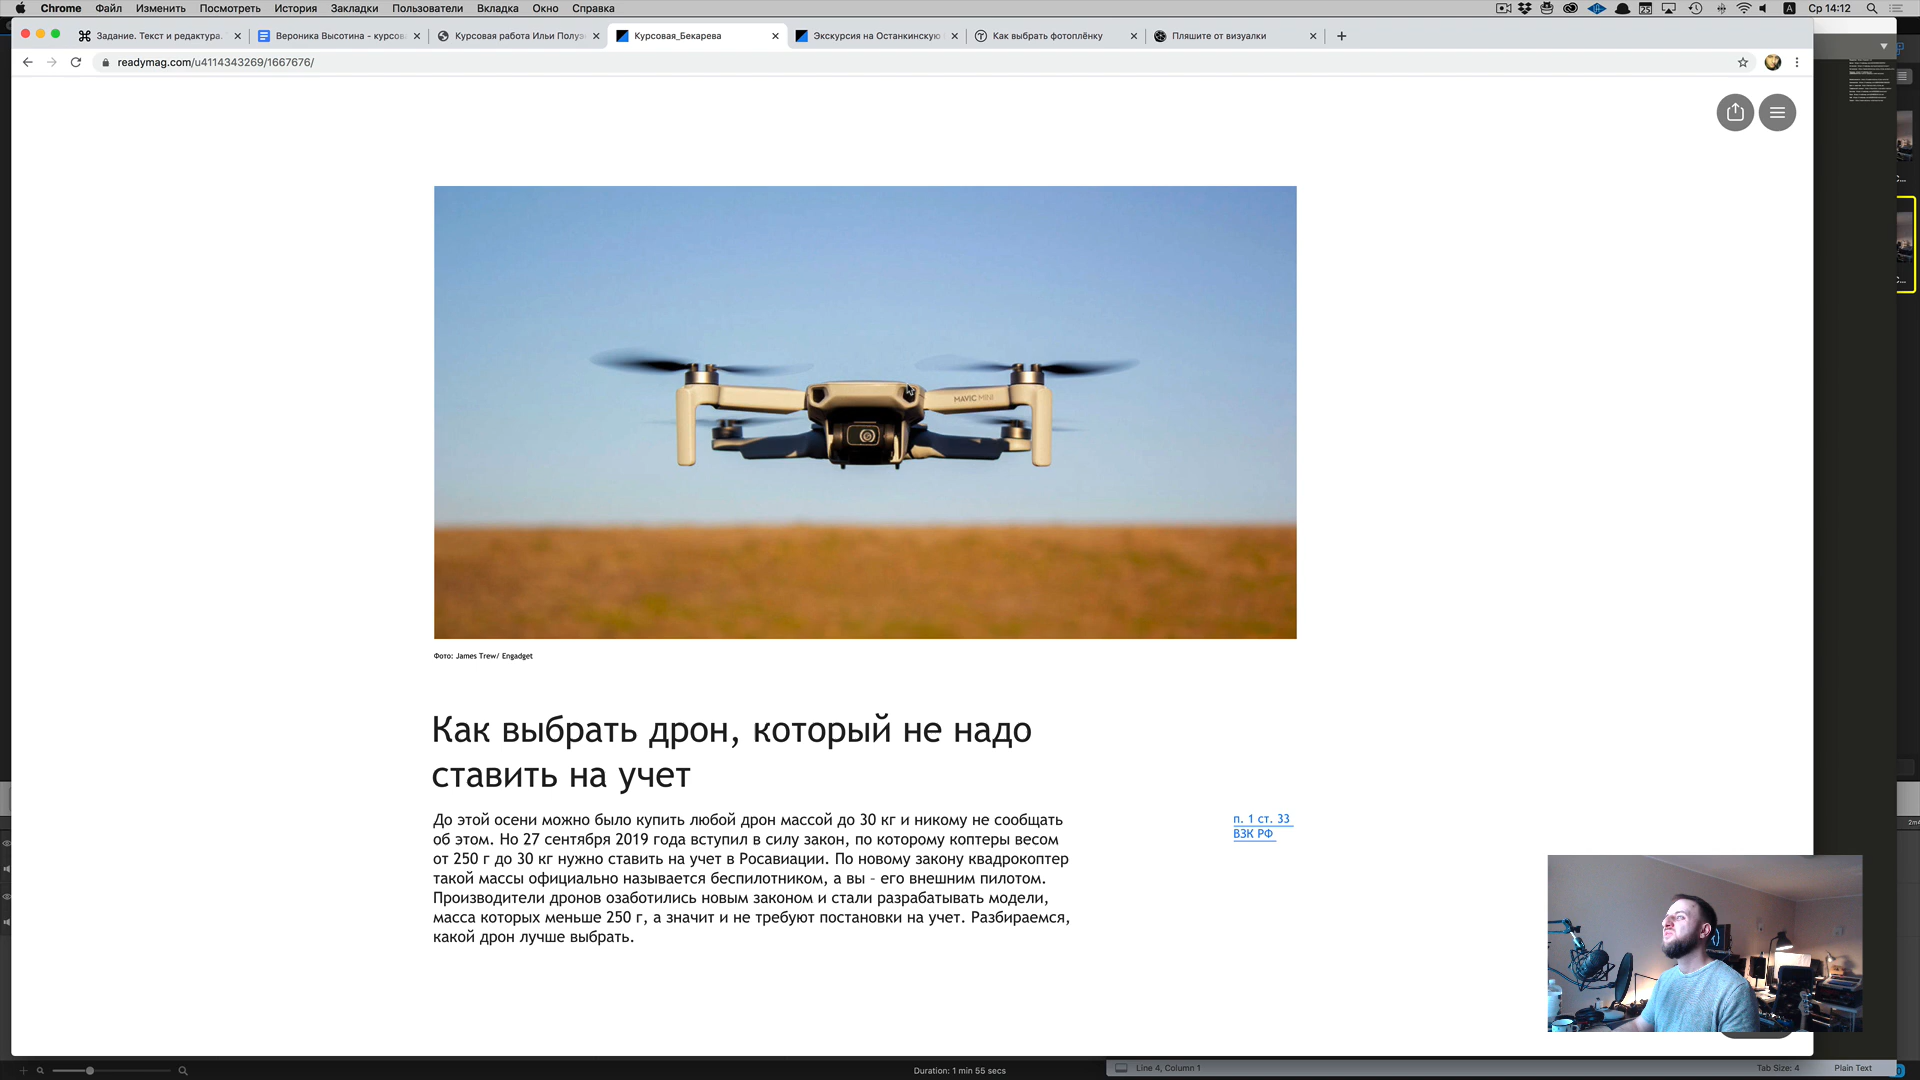 Chrome Файл Изменить Посмотреть История Закладки Пользователи Вкладка Окно Справка
25 A Ср 14:12
Задание. Текст и редактура.
Вероника Высотина - курсов
Курсовая работа Ильи Полуэ
Курсовая_Бекарева
Экскурсия на Останкинскую
Как выбрать фотоплёнку
Пляшите от визуалки
readymag.com/u4114343269/1667676/
MAVIC MINI
Фото: James Trew/ Engadget
Как выбрать дрон, который не надо
ставить на учет
До этой осени можно было купить любой дрон массой до 30 кг и никому не сообщать
об этом. Но 27 сентября 2019 года вступил в силу закон, по которому коптеры весом
от 250 г до 30 кг нужно ставить на учет в Росавиации. По новому закону квадрокоптер
такой массы официально называется беспилотником, а вы - его внешним пилотом.
Производители дронов озаботились новым законом и стали разрабатывать модели,
масса которых меньше 250 г, а значит и не требуют постановки на учет. Разбираемся,
какой дрон лучше выбрать.
п. 1 ст. 33
ВЗК РФ
Duration: 1 min 55 secs
Line 4, Column 1
Tab Size: 4
Plain Text